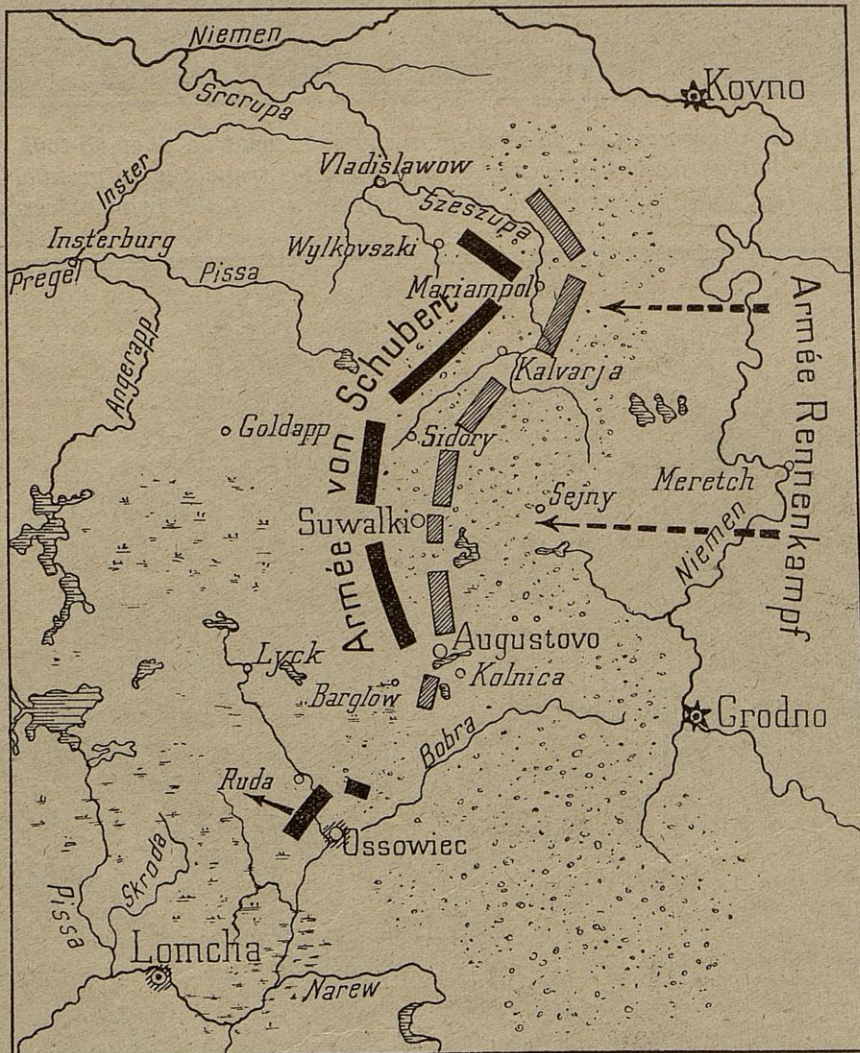 Niemen
Kovno
Srcrupa
Inster
Vladislawow
Szeszupa
Insterburg
Wylkovszki
Pregel
Pissa
Mariampol
Angerapp
Armée von Schubert
Armée Rennenkampf
Kalvarja
Goldapp
Sidory
Meretch
Sejny
Suwalki
Niemen
Augustovo
Lyck
Kolnica
Barglow
Grodno
Bobra
Ruda
Ossowiec
Skroda
Pissa
Lomcha
Narew